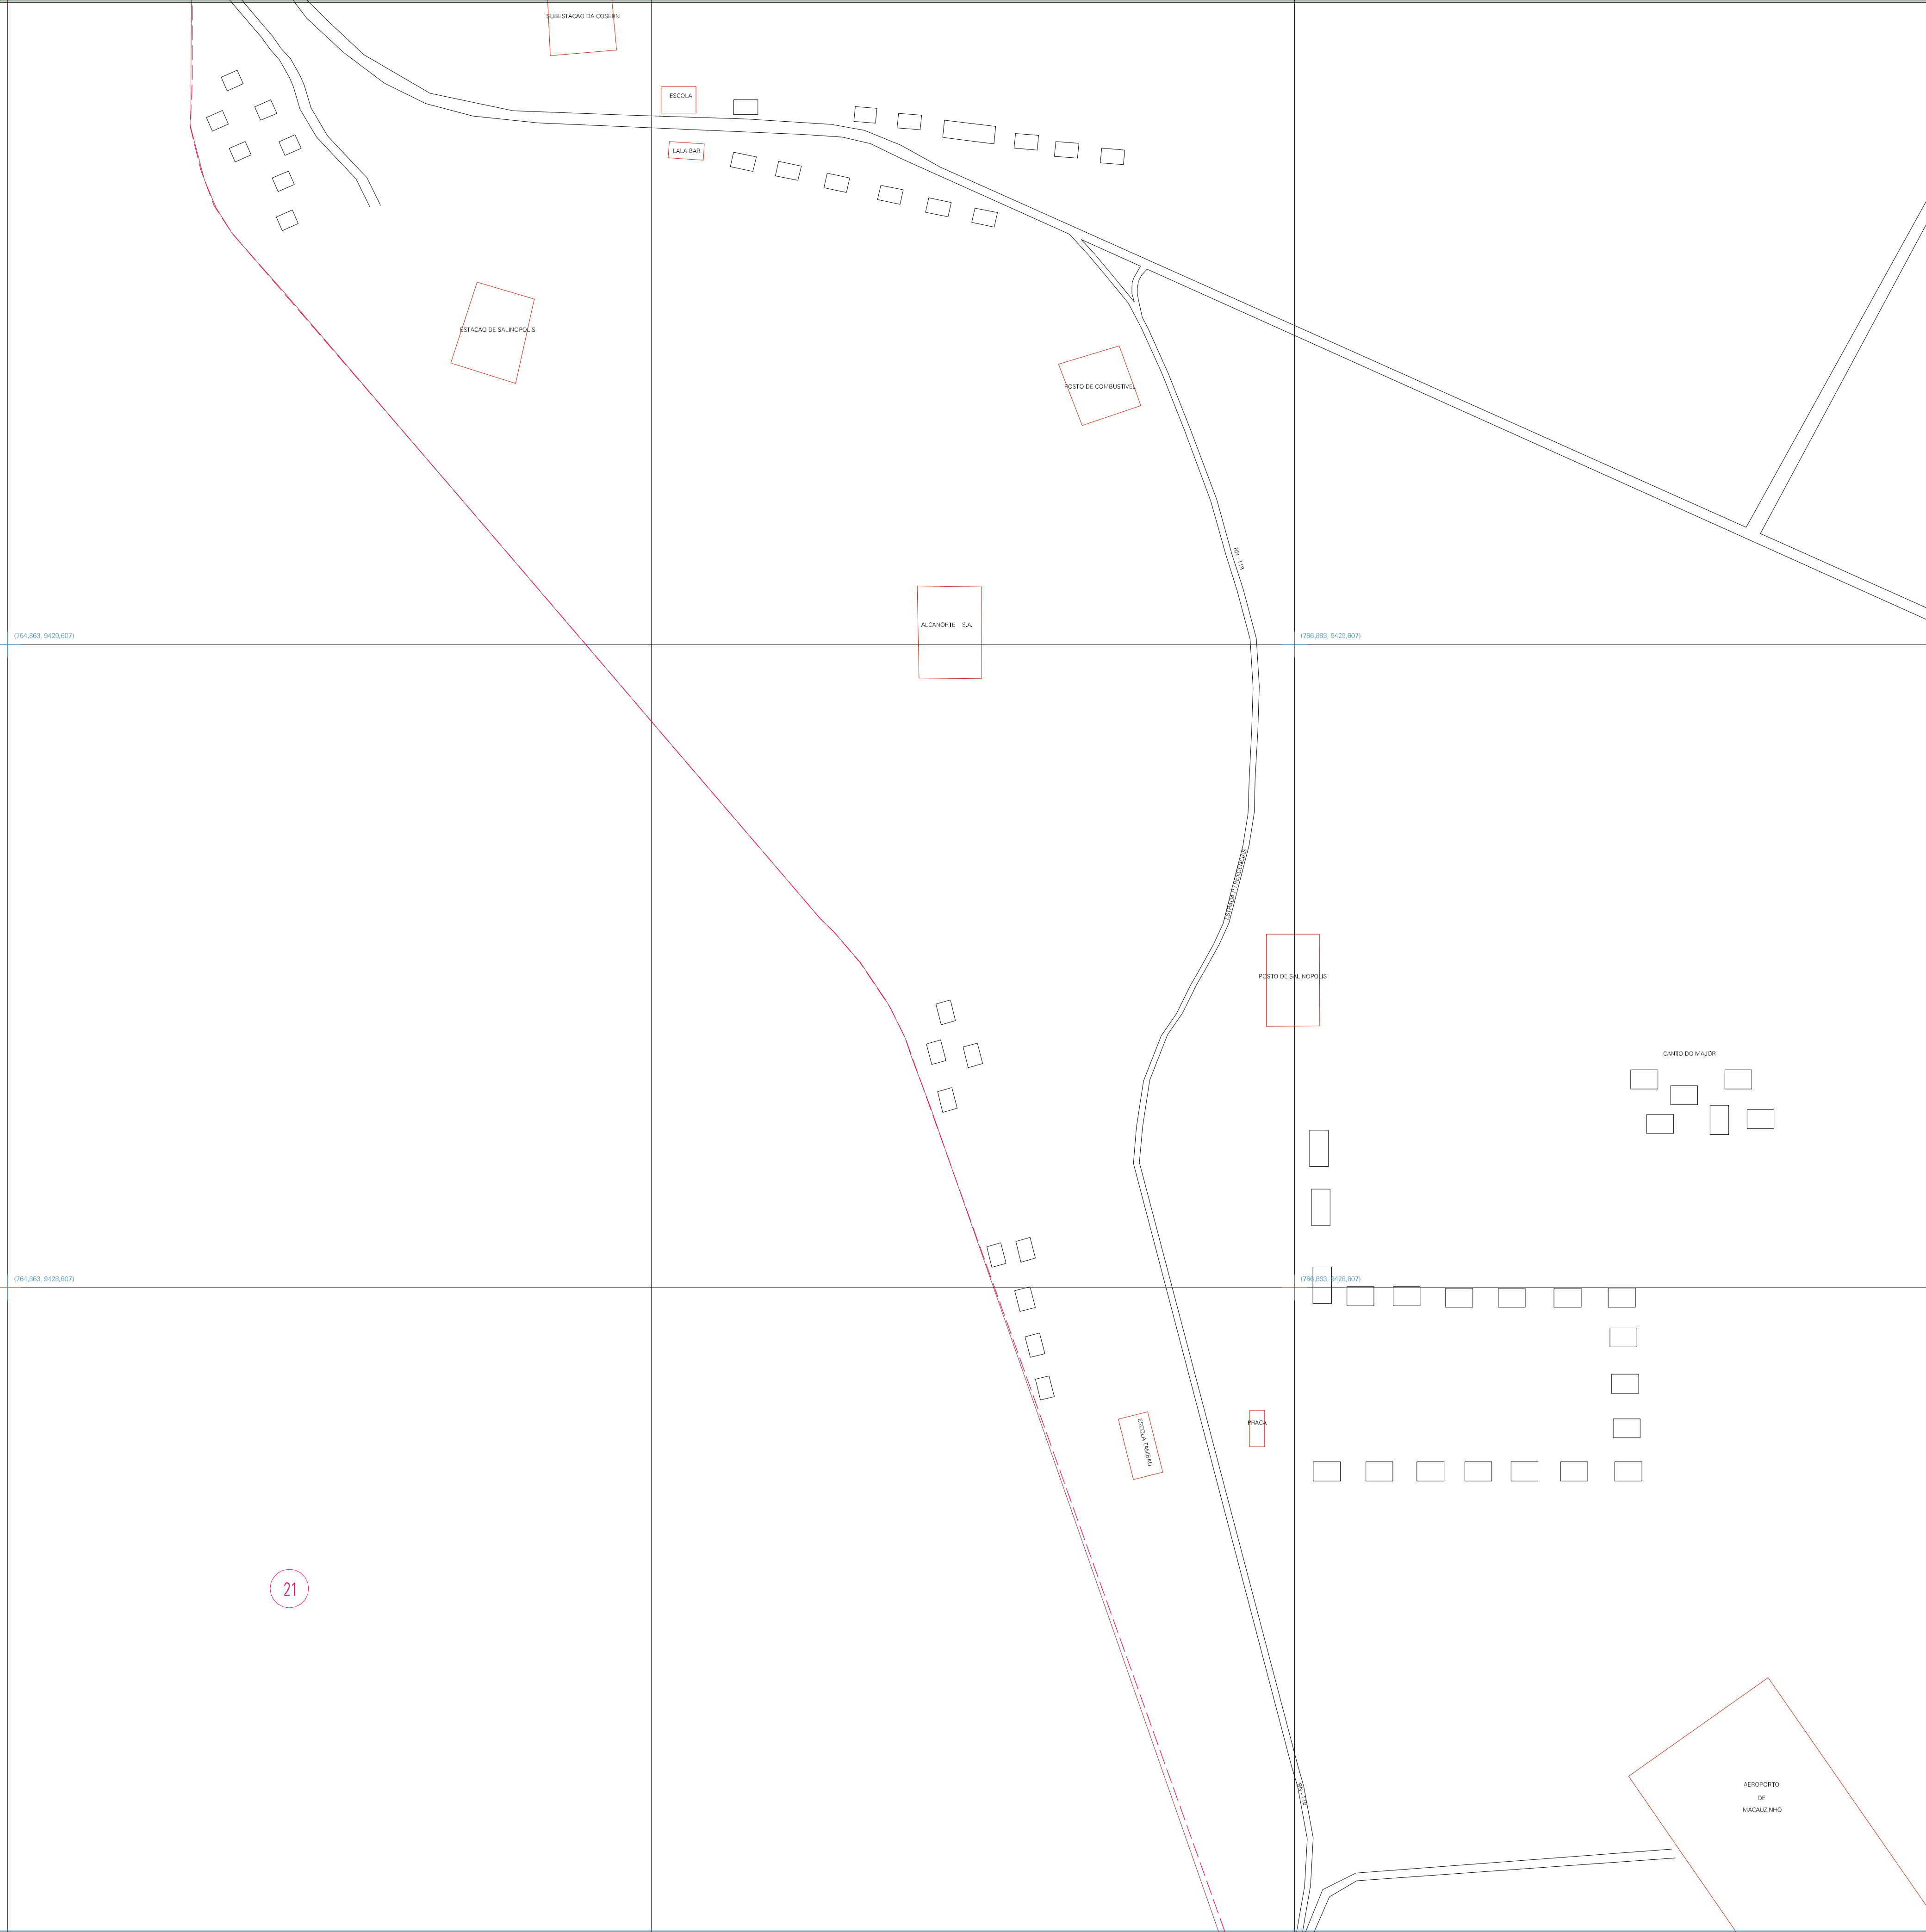 SUBESTACAO DA COSERN
ESCOLA
LALA BAR
ESTACAO DE SALINOPOLIS
POSTO DE COMBUSTIVEL
RN-118
ALCANORTE S.A.
(764,863, 9429,607)
(766,863, 9429,607)
ESTRADA P/ PENDENCIAS
POSTO DE SALINOPOLIS
CANTO DO MAJOR
(764,863, 9428,607)
(766,863, 9428,607)
PRACA
ESCOLA TAMBAU
21
AEROPORTO
DE
MACAUZINHO
RN-118